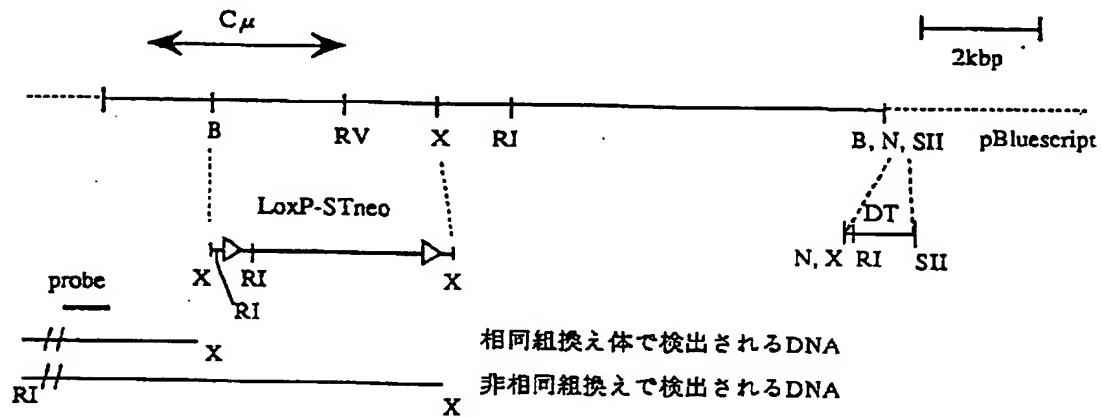 Cμ
2kbp
B
RV
X
RI
B, N, SII
pBluescript
LoxP-STneo
DT
X
RI
X
N, X
RI
SII
probe
RI
X
相同組換え体で検出されるDNA
RI
X
非相同組換えで検出されるDNA